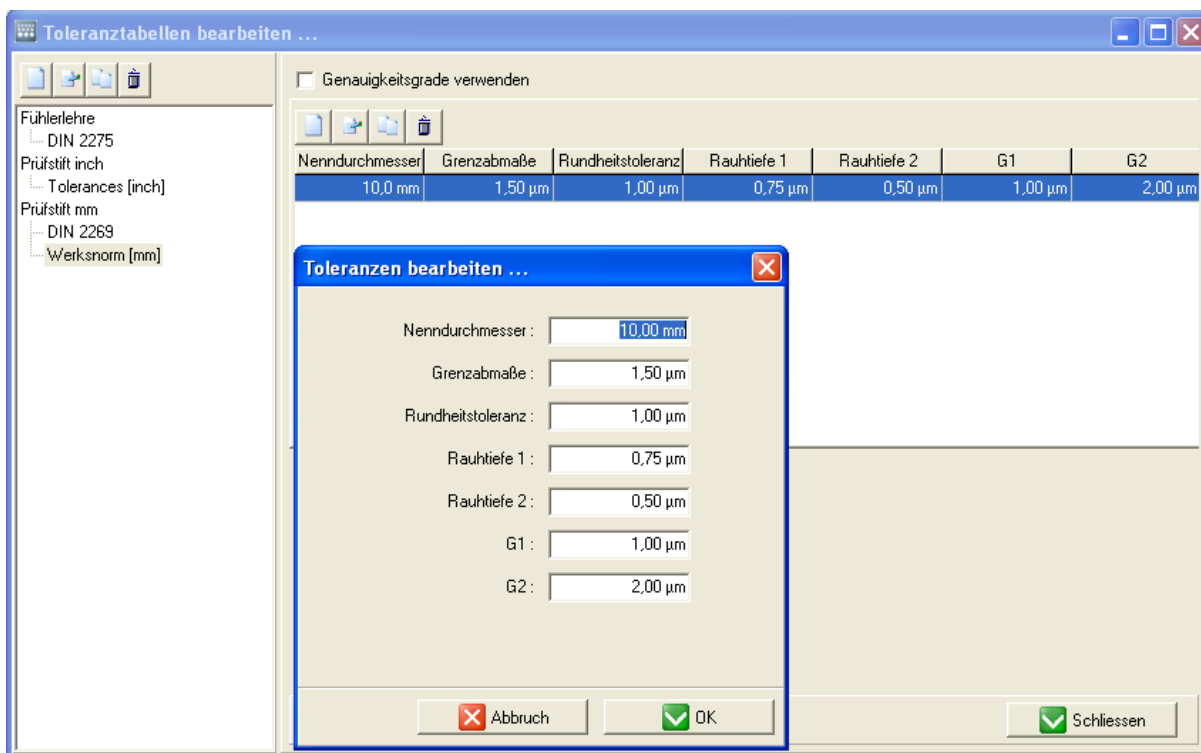 Toleranztabellen bearbeiten ...
Genauigkeitsgrade verwenden
Fühlerlehre
DIN 2275
Prüfstift inch
Tolerances [inch]
Prüfstift mm
DIN 2269
Werksnorm [mm]
Nenndurchmesser Grenzabmaße Rundheitstoleranz Rauhtiefe 1 Rauhtiefe 2 G1 G2
10,0 mm 1,50 µm 1,00 µm 0,75 µm 0,50 µm 1,00 µm 2,00 µm
Toleranzen bearbeiten ...
Nenndurchmesser : 10,00 mm
Grenzabmaße : 1,50 µm
Rundheitstoleranz : 1,00 µm
Rauhtiefe 1 : 0,75 µm
Rauhtiefe 2 : 0,50 µm
G1 : 1,00 µm
G2 : 2,00 µm
Abbruch OK
Schliessen